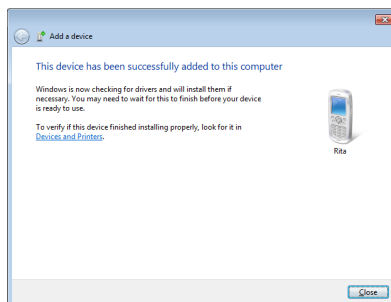 Add a device
This device has been successfully added to this computer
Windows is now checking for drivers and will install them if
necessary. You may need to wait for this to finish before your device
is ready to use.
To verify if this device finished installing properly, look for it in
Devices and Printers.
Rita
Close